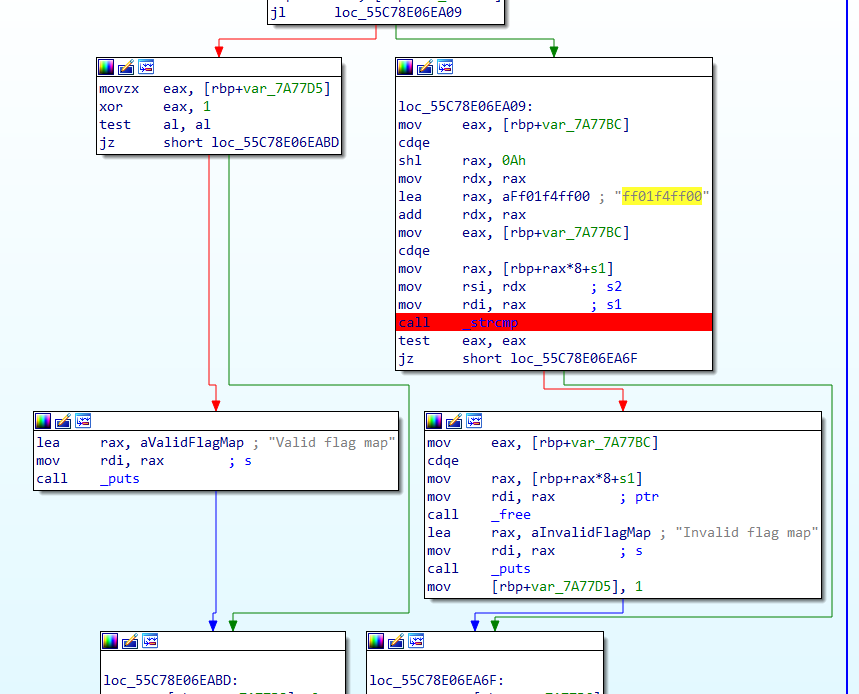 jl loc_55C78E06EA09
movzx eax, [rbp+var_7A77D5]
xor eax, 1
test al, al
jz short loc_55C78E06EABD
loc_55C78E06EA09:
mov eax, [rbp+var_7A77BC]
cdqe
shl rax, 0Ah
mov rdx, rax
lea rax, aFf01f4ff00 ; "ff01f4ff00"
add rdx, rax
mov eax, [rbp+var_7A77BC]
cdqe
mov rax, [rbp+rax*8+s1]
mov rsi, rdx ; s2
mov rdi, rax ; s1
call _strcmp
test eax, eax
jz short loc_55C78E06EA6F
lea rax, aValidFlagMap ; "Valid flag map"
mov rdi, rax ; s
call _puts
mov eax, [rbp+var_7A77BC]
cdqe
mov rax, [rbp+rax*8+s1]
mov rdi, rax ; ptr
call _free
lea rax, aInvalidFlagMap ; "Invalid flag map"
mov rdi, rax ; s
call _puts
mov [rbp+var_7A77D5], 1
loc_55C78E06EABD:
loc_55C78E06EA6F: